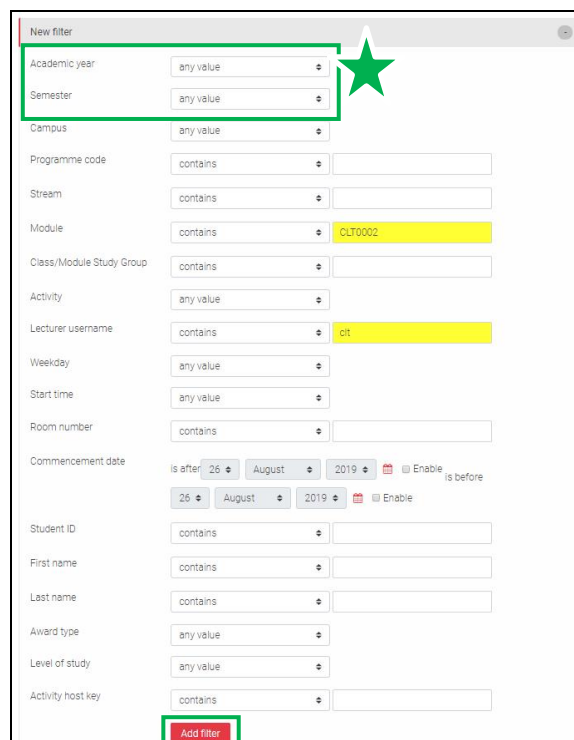 New filter -
Academic year any value
Semester any value
Campus any value
Programme code contains
Stream contains
Module contains CLT0002
Class/Module Study Group contains
Activity any value
Lecturer username contains clt
Weekday any value
Start time any value
Room number contains
Commencement date is after 26 August 2019 Enable is before
26 August 2019 Enable
Student ID contains
First name contains
Last name contains
Award type any value
Level of study any value
Activity host key contains
Add filter